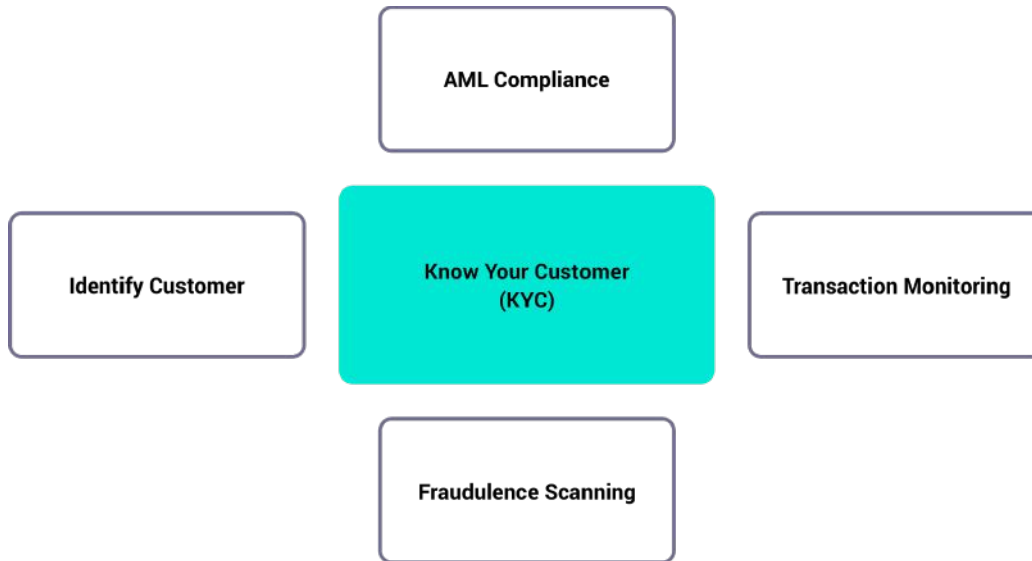 AML Compliance
Identify Customer
Know Your Customer
(KYC)
Transaction Monitoring
Fraudulence Scanning